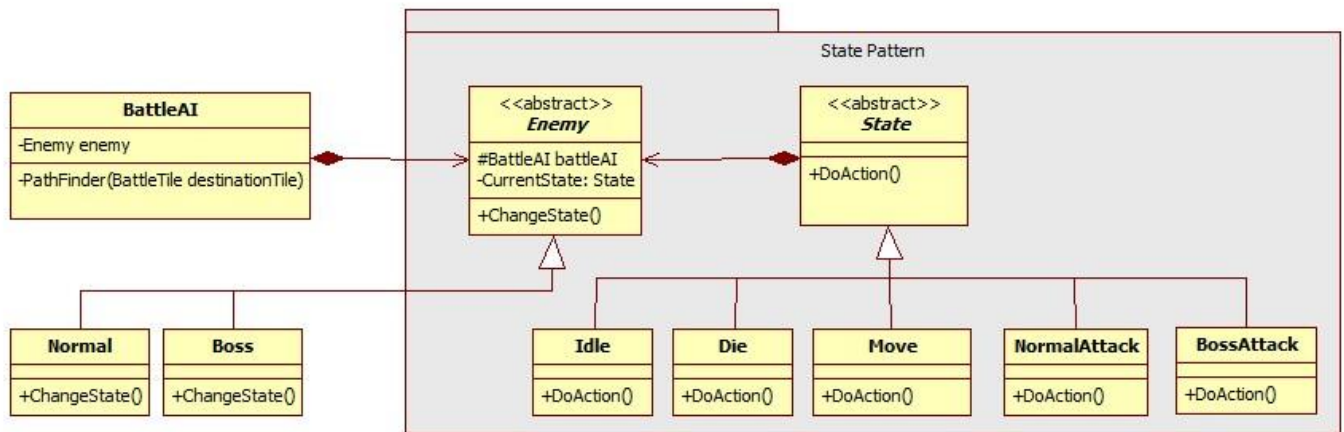 State Pattern
BattleAI
-Enemy enemy
-PathFinder(BattleTile destinationTile)
<<abstract>>
Enemy
#BattleAI battleAI
-CurrentState: State
+ChangeState()
<<abstract>>
State
+DoAction()
Normal
+ChangeState()
Boss
+ChangeState()
Idle
+DoAction()
Die
+DoAction()
Move
+DoAction()
NormalAttack
+DoAction()
BossAttack
+DoAction()